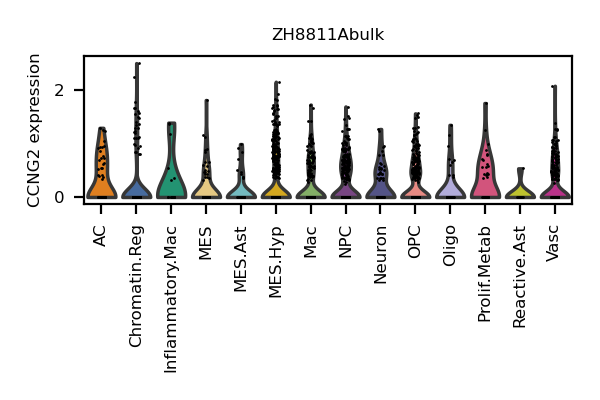 ZH8811Abulk
CCNG2 expression
2
0
AC
Chromatin.Reg
Inflammatory.Mac
MES
MES.Ast
MES.Hyp
Mac
NPC
Neuron
OPC
Oligo
Prolif.Metab
Reactive.Ast
Vasc